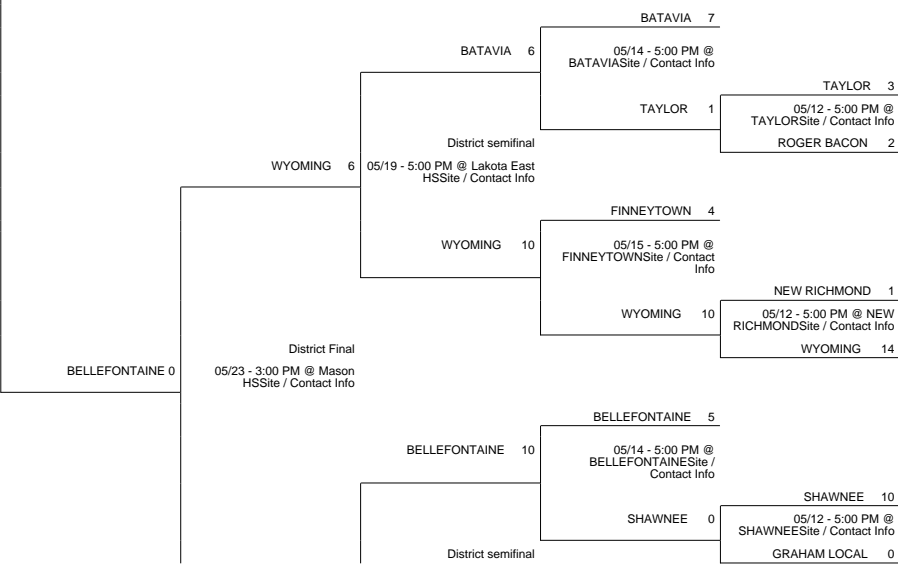 BATAVIA 7
BATAVIA 6
05/14 - 5:00 PM @
BATAVIASite / Contact Info
TAYLOR 3
TAYLOR 1
05/12 - 5:00 PM @
TAYLORSite / Contact Info
District semifinal
ROGER BACON 2
WYOMING 6
05/19 - 5:00 PM @ Lakota East
HSSite / Contact Info
FINNEYTOWN 4
WYOMING 10
05/15 - 5:00 PM @
FINNEYTOWNSite / Contact
Info
NEW RICHMOND 1
WYOMING 10
05/12 - 5:00 PM @ NEW
RICHMONDSite / Contact Info
District Final
WYOMING 14
BELLEFONTAINE 0
05/23 - 3:00 PM @ Mason
HSSite / Contact Info
BELLEFONTAINE 5
BELLEFONTAINE 10
05/14 - 5:00 PM @
BELLEFONTAINESite /
Contact Info
SHAWNEE 10
SHAWNEE 0
05/12 - 5:00 PM @
SHAWNEESite / Contact Info
District semifinal
GRAHAM LOCAL 0